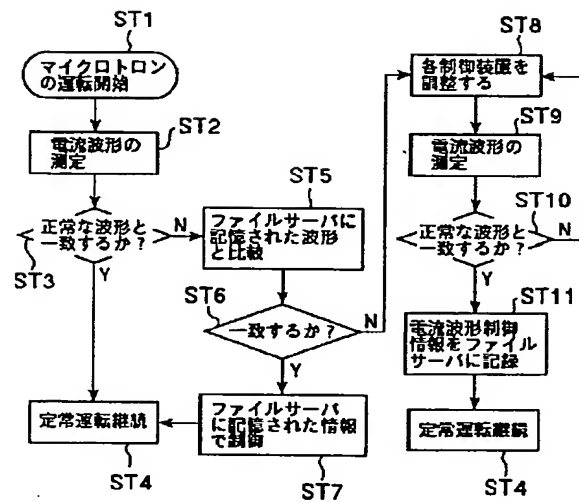 ST1
マイクロトロン
の運転開始
ST2
電流波形の
測定
正常な波形と
一致するか？
N
Y
ST3
ST5
ファイルサーバに
記憶された波形
と比較
ST6
一致するか？
N
Y
ファイルサーバ
に記憶された情報
で制御
ST7
定常運転継続
ST4
ST8
各制御装置を
調整する
ST9
電流波形の
測定
ST10
正常な波形と
一致するか？
N
Y
ST11
電流波形制御
情報をファイル
サーバに記録
定常運転継続
ST4